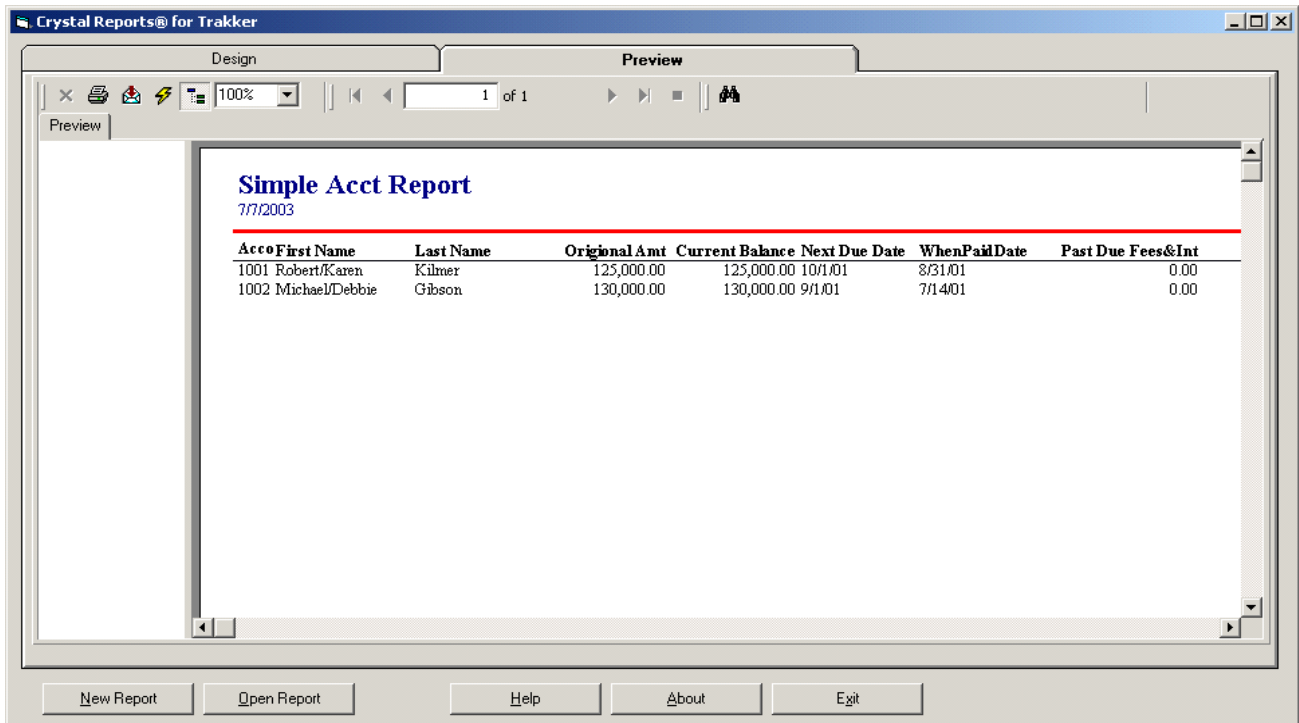 Crystal Reports® for Trakker
Design Preview
100% 1 of 1
Preview
Simple Acct Report
7/7/2003
Acco First Name Last Name Origional Amt Current Balance Next Due Date WhenPaidDate Past Due Fees&Int
1001 Robert/Karen Kilmer 125,000.00 125,000.00 10/1/01 8/31/01 0.00
1002 Michael/Debbie Gibson 130,000.00 130,000.00 9/1/01 7/14/01 0.00
New Report Open Report Help About Exit